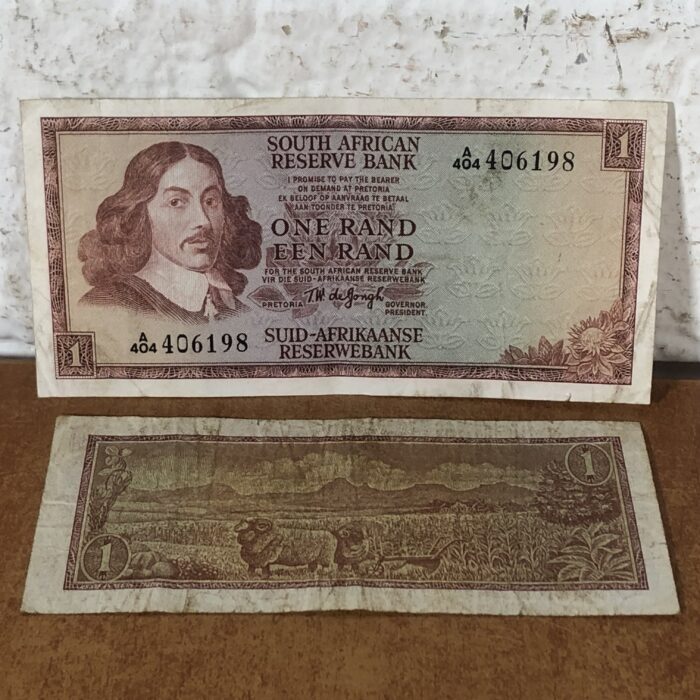 SOUTH AFRICAN
RESERVE BANK
A/404 406198
1
I PROMISE TO PAY THE BEARER
ON DEMAND AT PRETORIA
EK BELOOF OP AANVRAAG TE BETAAL
AAN TOONDER TE PRETORIA
ONE RAND
EEN RAND
FOR THE SOUTH AFRICAN RESERVE BANK
VIR DIE SUID-AFRIKAANSE RESERWEBANK
T.W. de Jongh
PRETORIA
GOVERNOR.
PRESIDENT.
1
A/404 406198
SUID-AFRIKAANSE
RESERWEBANK
1
1